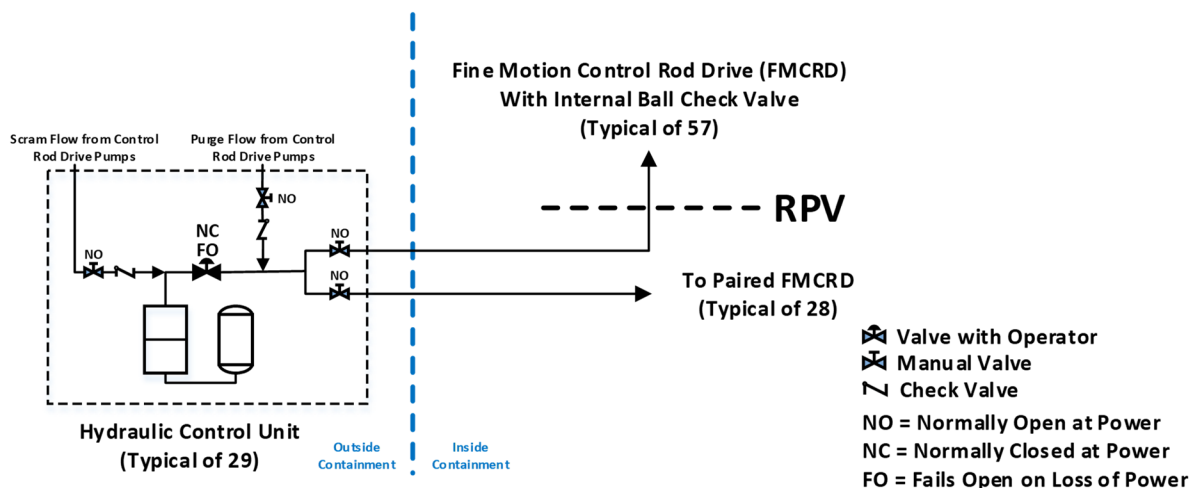 Fine Motion Control Rod Drive (FMCRD)
With Internal Ball Check Valve
(Typical of 57)
Scram Flow from Control
Rod Drive Pumps
Purge Flow from Control
Rod Drive Pumps
NO
RPV
NC
FO
NO
NO
NO
To Paired FMCRD
(Typical of 28)
Hydraulic Control Unit
(Typical of 29)
Outside
Containment
Inside
Containment
Valve with Operator
Manual Valve
Check Valve
NO = Normally Open at Power
NC = Normally Closed at Power
FO = Fails Open on Loss of Power